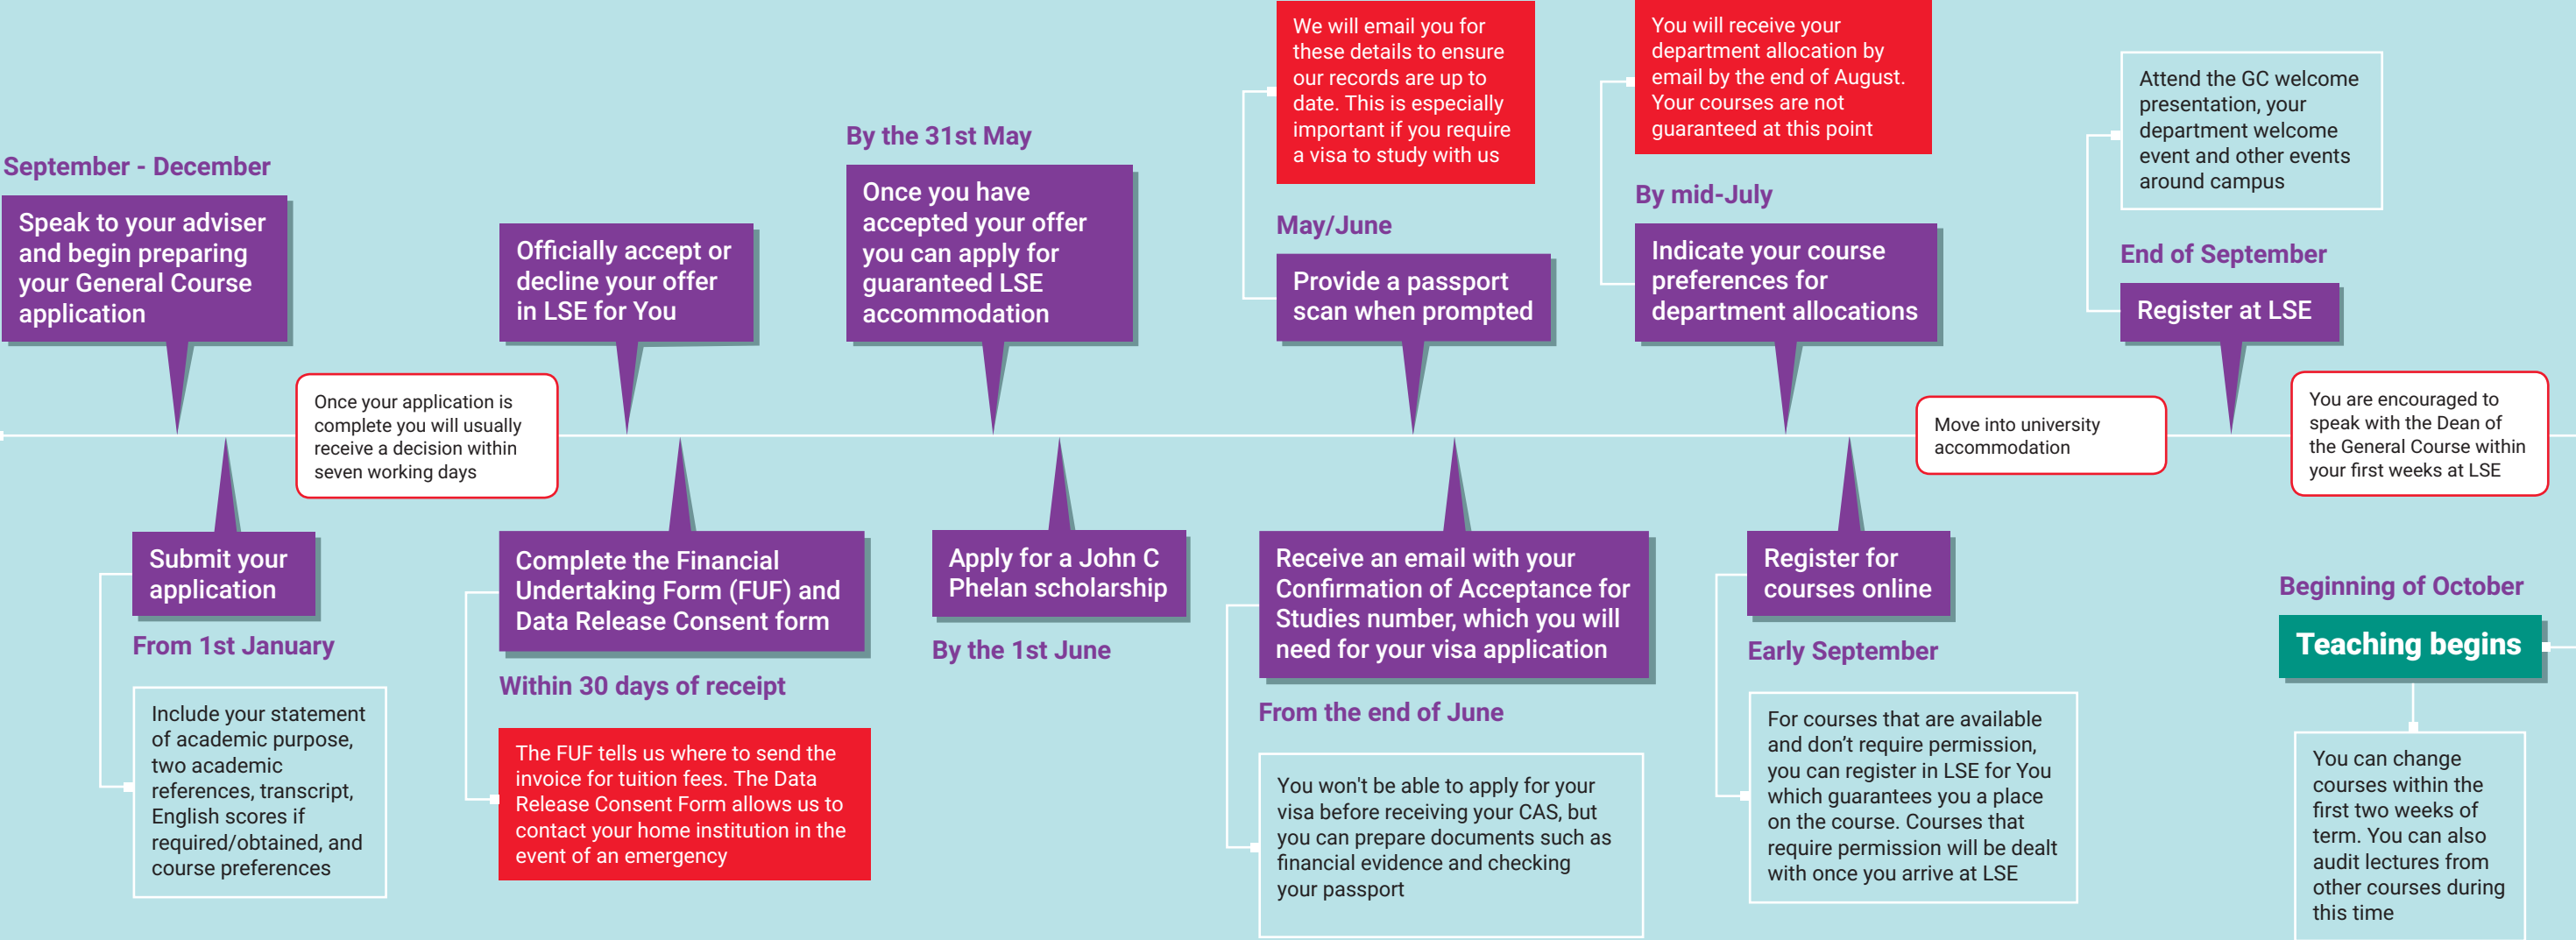 September - December
Speak to your adviser
and begin preparing
your General Course
application
Submit your
application
From 1st January
Include your statement
of academic purpose,
two academic
references, transcript,
English scores if
required/obtained, and
course preferences
Once your application is
complete you will usually
receive a decision within
seven working days
Officially accept or
decline your offer
in LSE for You
Complete the Financial
Undertaking Form (FUF) and
Data Release Consent form
Within 30 days of receipt
The FUF tells us where to send the
invoice for tuition fees. The Data
Release Consent Form allows us to
contact your home institution in the
event of an emergency
By the 31st May
Once you have
accepted your offer
you can apply for
guaranteed LSE
accommodation
Apply for a John C
Phelan scholarship
By the 1st June
We will email you for
these details to ensure
our records are up to
date. This is especially
important if you require
a visa to study with us
May/June
Provide a passport
scan when prompted
Receive an email with your
Confirmation of Acceptance for
Studies number, which you will
need for your visa application
From the end of June
You won't be able to apply for your
visa before receiving your CAS, but
you can prepare documents such as
financial evidence and checking
your passport
You will receive your
department allocation by
email by the end of August.
Your courses are not
guaranteed at this point
By mid-July
Indicate your course
preferences for
department allocations
Register for
courses online
Early September
For courses that are available
and don’t require permission,
you can register in LSE for You
which guarantees you a place
on the course. Courses that
require permission will be dealt
with once you arrive at LSE
Move into university
accommodation
Attend the GC welcome
presentation, your
department welcome
event and other events
around campus
End of September
Register at LSE
You are encouraged to
speak with the Dean of
the General Course within
your first weeks at LSE
Beginning of October
Teaching begins
You can change
courses within the
first two weeks of
term. You can also
audit lectures from
other courses during
this time